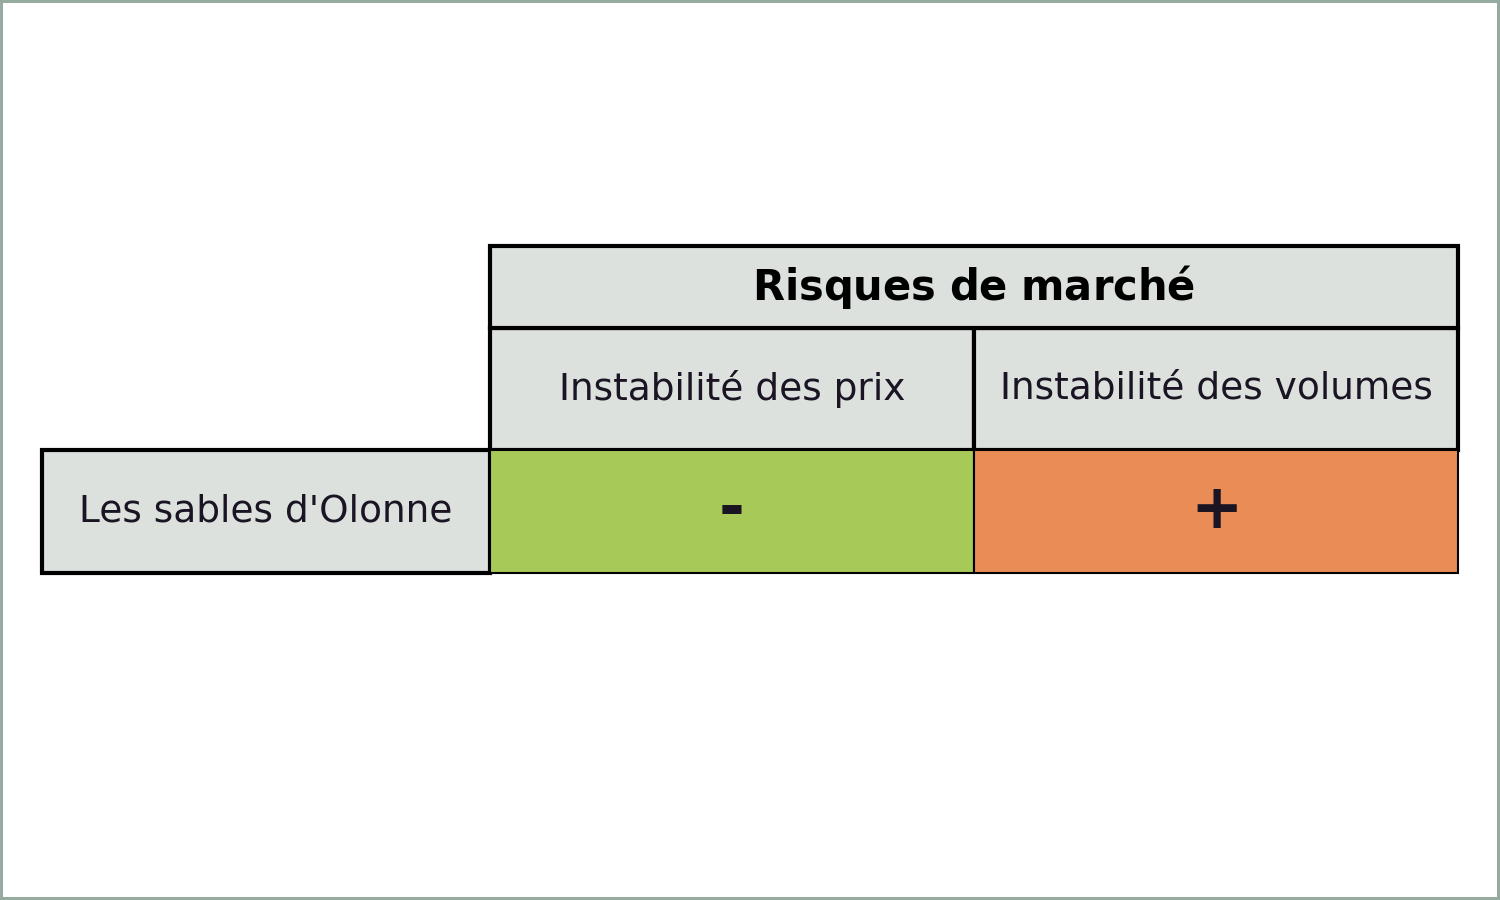 Risques de marché
Instabilité des prix
Instabilité des volumes
Les sables d'Olonne
-
+